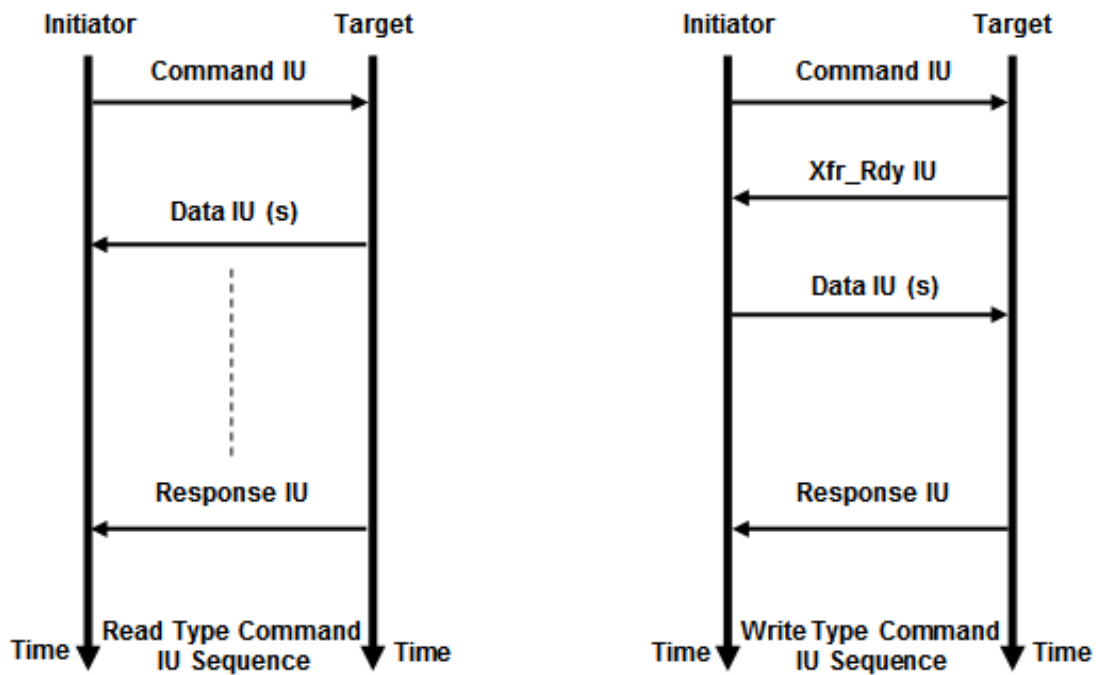 Initiator
Target
Command IU
Data IU (s)
Response IU
Time
Read Type Command
IU Sequence
Time
Initiator
Target
Command IU
Xfr_Rdy IU
Data IU (s)
Response IU
Time
Write Type Command
IU Sequence
Time